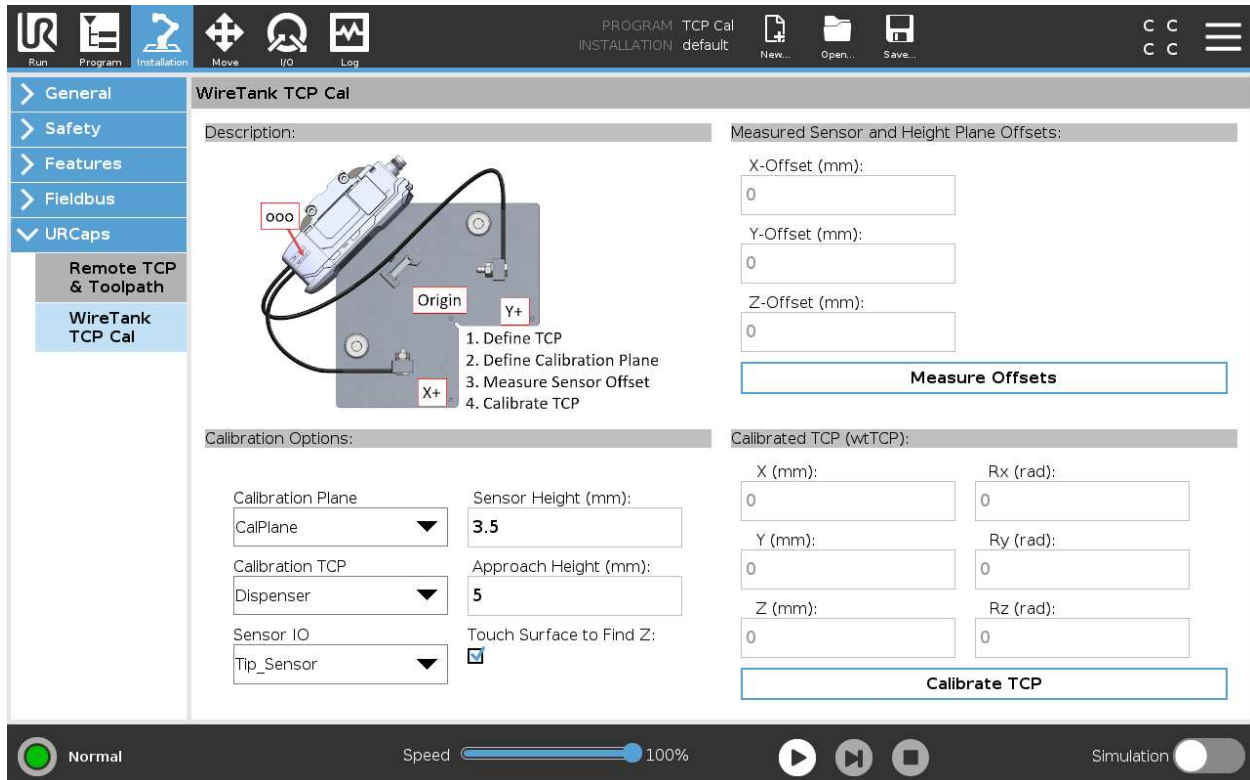 UR
Run
Program
Installation
Move
I/O
Log
PROGRAM TCP Cal
INSTALLATION default
New...
Open...
Save...
C C
C C
General
Safety
Features
Fieldbus
URCaps
Remote TCP
& Toolpath
WireTank
TCP Cal
WireTank TCP Cal
Description:
ooo
Origin
Y+
X+
1. Define TCP
2. Define Calibration Plane
3. Measure Sensor Offset
4. Calibrate TCP
Measured Sensor and Height Plane Offsets:
X-Offset (mm):
0
Y-Offset (mm):
0
Z-Offset (mm):
0
Measure Offsets
Calibration Options:
Calibration Plane
CalPlane
Calibration TCP
Dispenser
Sensor IO
Tip_Sensor
Sensor Height (mm):
3.5
Approach Height (mm):
5
Touch Surface to Find Z:
Calibrated TCP (wtTCP):
X (mm):
0
Y (mm):
0
Z (mm):
0
Rx (rad):
0
Ry (rad):
0
Rz (rad):
0
Calibrate TCP
Normal
Speed 100%
Simulation